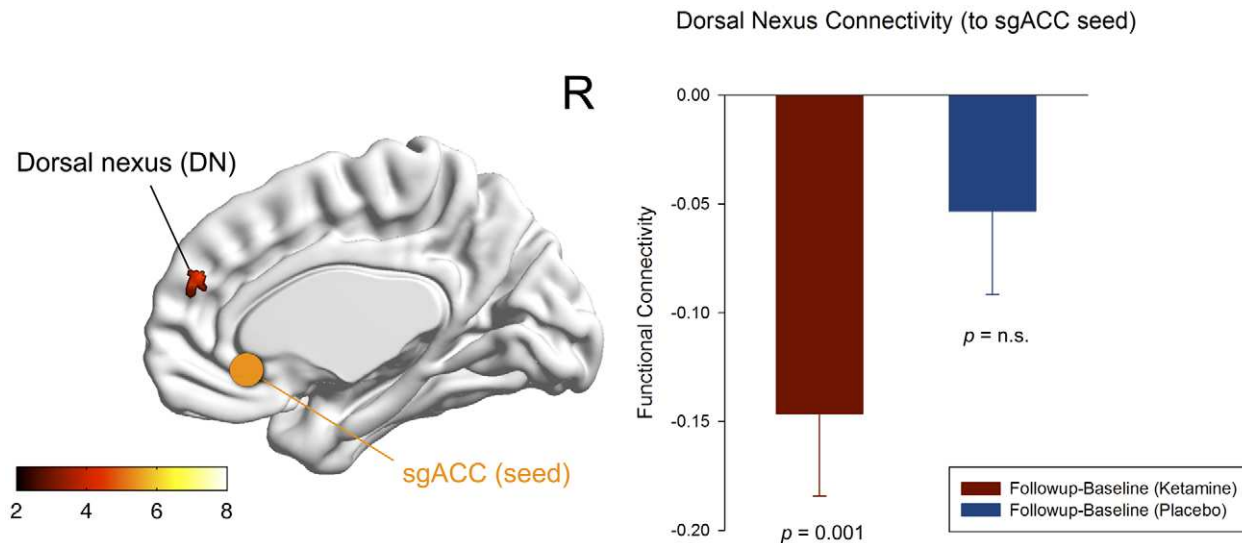 Dorsal Nexus Connectivity (to sgACC seed)
R
Dorsal nexus (DN)
sgACC (seed)
2 4 6 8
Functional Connectivity
0.00
-0.05
-0.10
-0.15
-0.20
p = 0.001
p = n.s.
Followup-Baseline (Ketamine)
Followup-Baseline (Placebo)